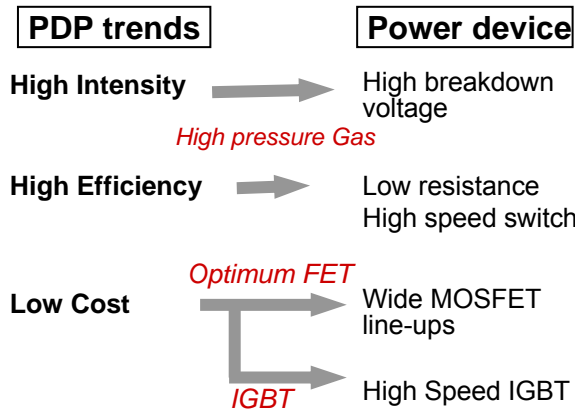 PDP trends
Power device
High Intensity
High breakdown
voltage
High pressure Gas
High Efficiency
Low resistance
High speed switch
Optimum FET
Low Cost
Wide MOSFET
line-ups
IGBT
High Speed IGBT